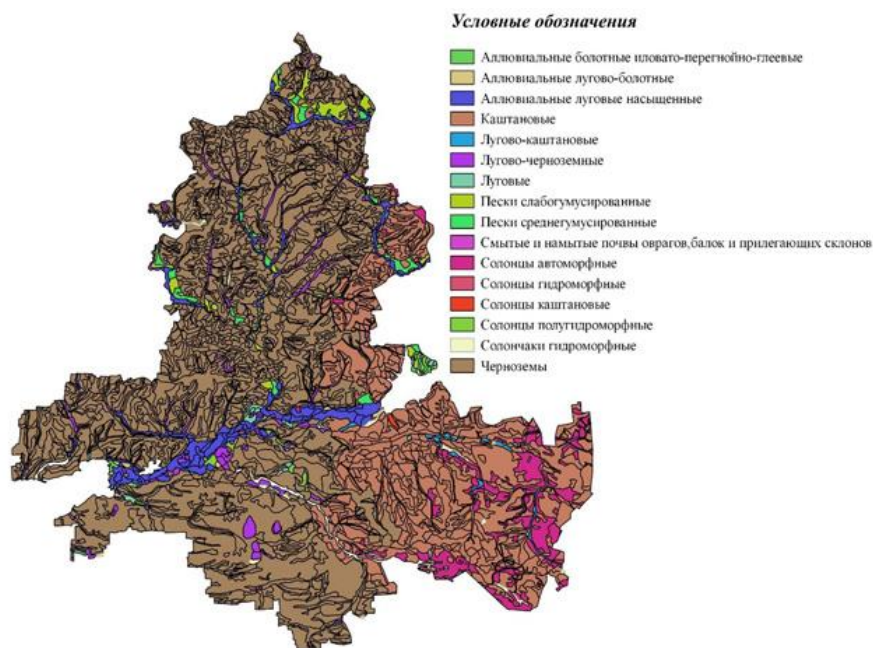 Условные обозначения
Аллювиальные болотные иловато-перегнойно-глеевые
Аллювиальные лугово-болотные
Аллювиальные луговые насыщенные
Каштановые
Лугово-каштановые
Лугово-черноземные
Луговые
Пески слабогумусированные
Пески среднегумусированные
Смытые и намытые почвы оврагов,балок и прилегающих склонов
Солонцы автоморфные
Солонцы гидроморфные
Солонцы каштановые
Солонцы полугидроморфные
Солончаки гидроморфные
Черноземы